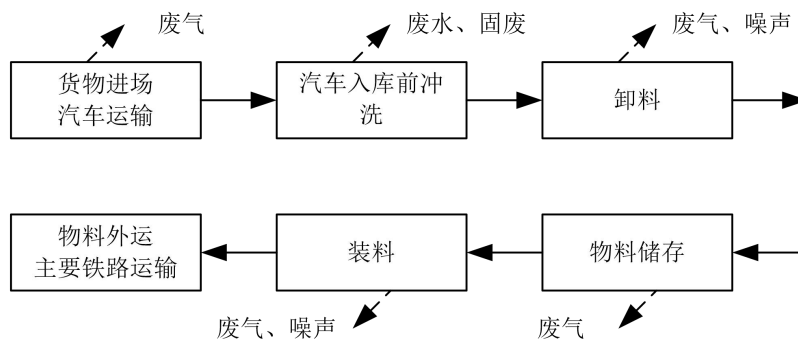 废气
废水、固废
废气、噪声
货物进场
汽车运输
汽车入库前冲
洗
卸料
物料外运
主要铁路运输
装料
物料储存
废气、噪声
废气